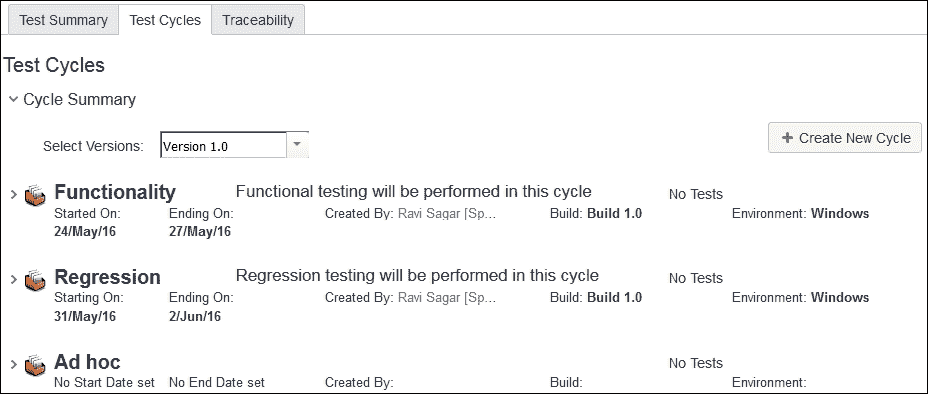 Test Summary Test Cycles Traceability
Test Cycles
Cycle Summary
Select Versions: Version 1.0 + Create New Cycle
Functionality Functional testing will be performed in this cycle No Tests
Started On: Ending On: Created By: Ravi Sagar [Sp... Build: Build 1.0 Environment: Windows
24/May/16 27/May/16
Regression Regression testing will be performed in this cycle No Tests
Starting On: Ending On: Created By: Ravi Sagar [Sp... Build: Build 1.0 Environment: Windows
31/May/16 2/Jun/16
Ad hoc No Tests
No Start Date set No End Date set Created By: Build: Environment: